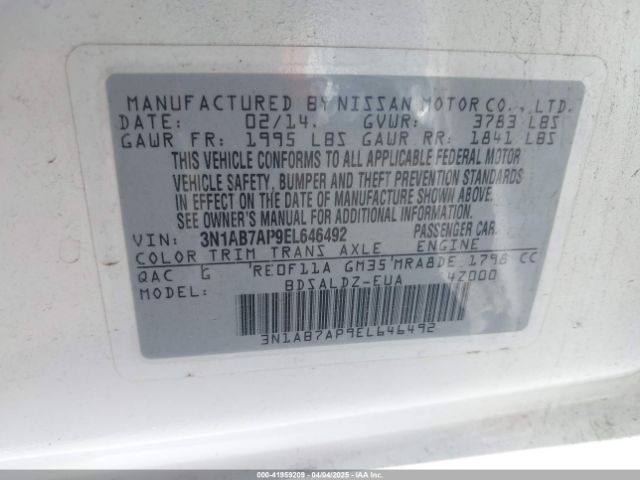 MANUFACTURED BY NISSAN MOTOR CO., LTD.
DATE: 02/14. GVWR: 3783 LBS
GAWR FR: 1995 LBS GAWR RR: 1841 LBS
THIS VEHICLE CONFORMS TO ALL APPLICABLE FEDERAL MOTOR
VEHICLE SAFETY, BUMPER AND THEFT PREVENTION STANDARDS
IN EFFECT ON THE DATE OF MANUFACTURE SHOWN ABOVE.
SEE OWNER'S MANUAL FOR ADDITIONAL INFORMATION.
VIN: 3N1AB7AP9EL646492 PASSENGER CAR
COLOR TRIM TRANS AXLE ENGINE
QAC G 'RE0F11A GM35'MRA8DE 1798 CC
MODEL: BDSALDZ-EUA 4Z000
3N1AB7AP9EL646492
000-41959209 - 04/04/2025 - IAAI.COM